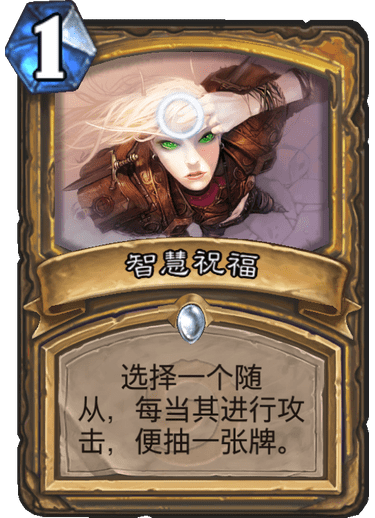 1
智慧祝福
选择一个随
从，每当其进行攻
击，便抽一张牌。